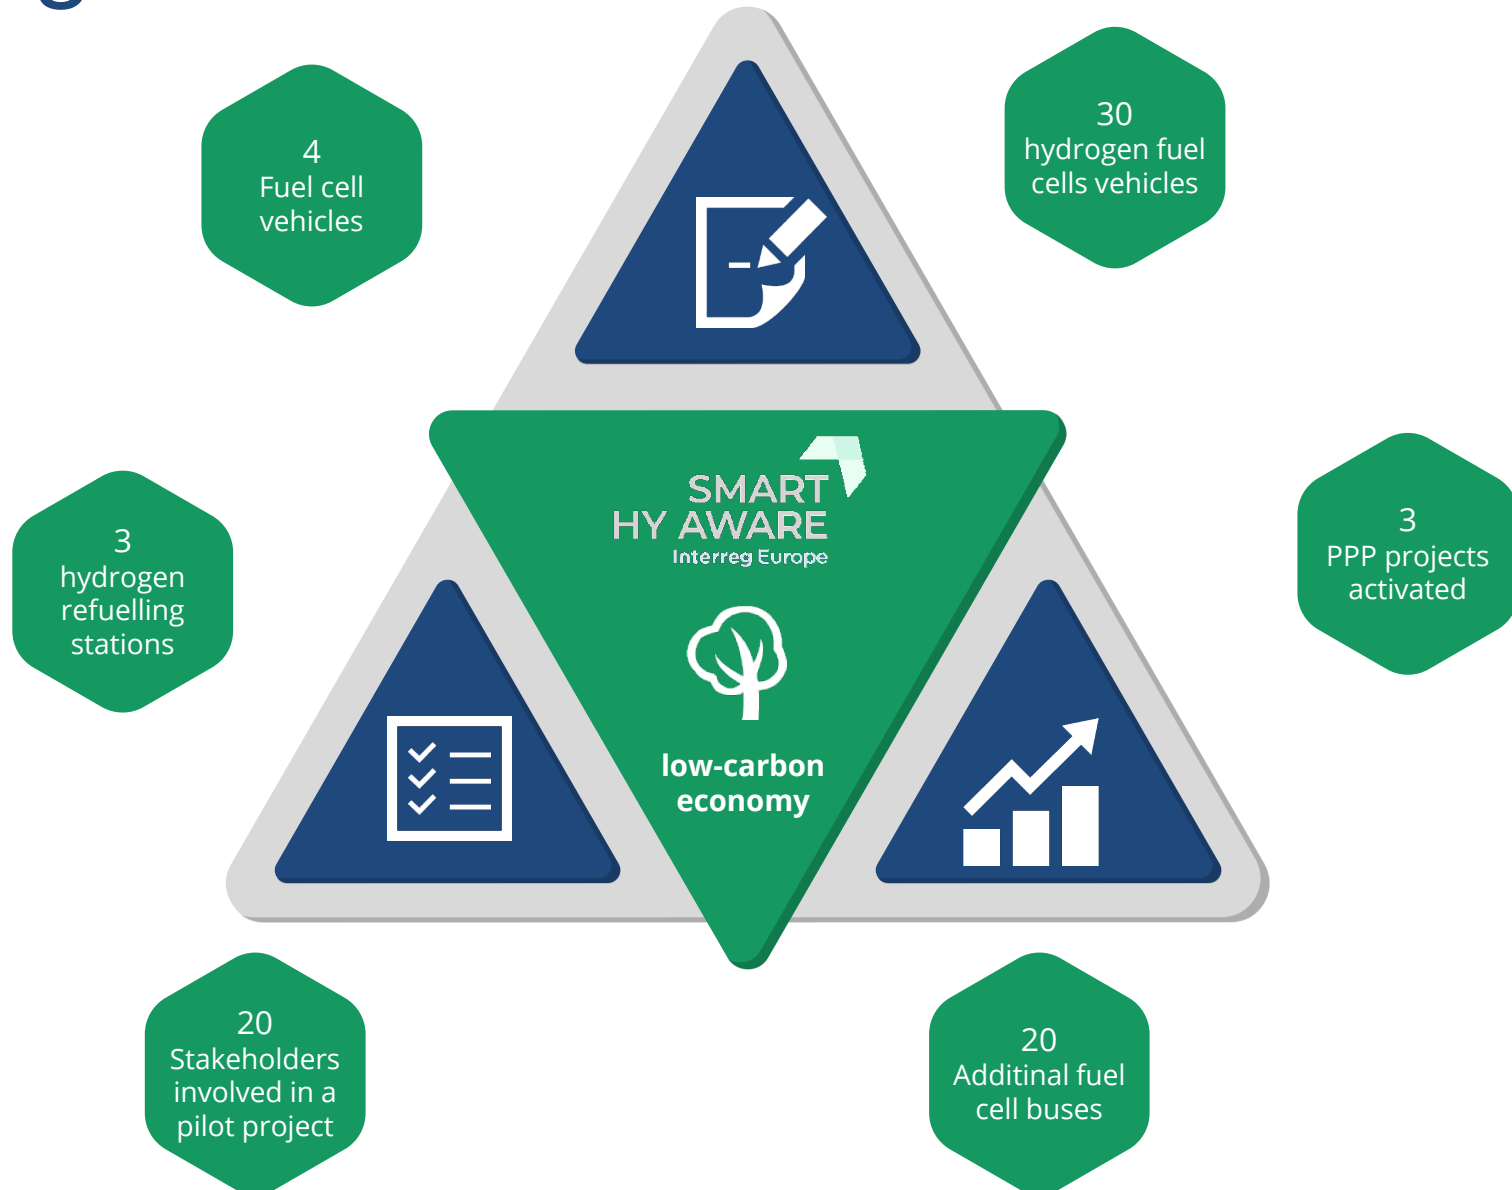 4
Fuel cell
vehicles
30
hydrogen fuel
cells vehicles
SMART
HY AWARE
Interreg Europe
3
hydrogen
refuelling
stations
3
PPP projects
activated
low-carbon
economy
20
Stakeholders
involved in a
pilot project
20
Additinal fuel
cell buses